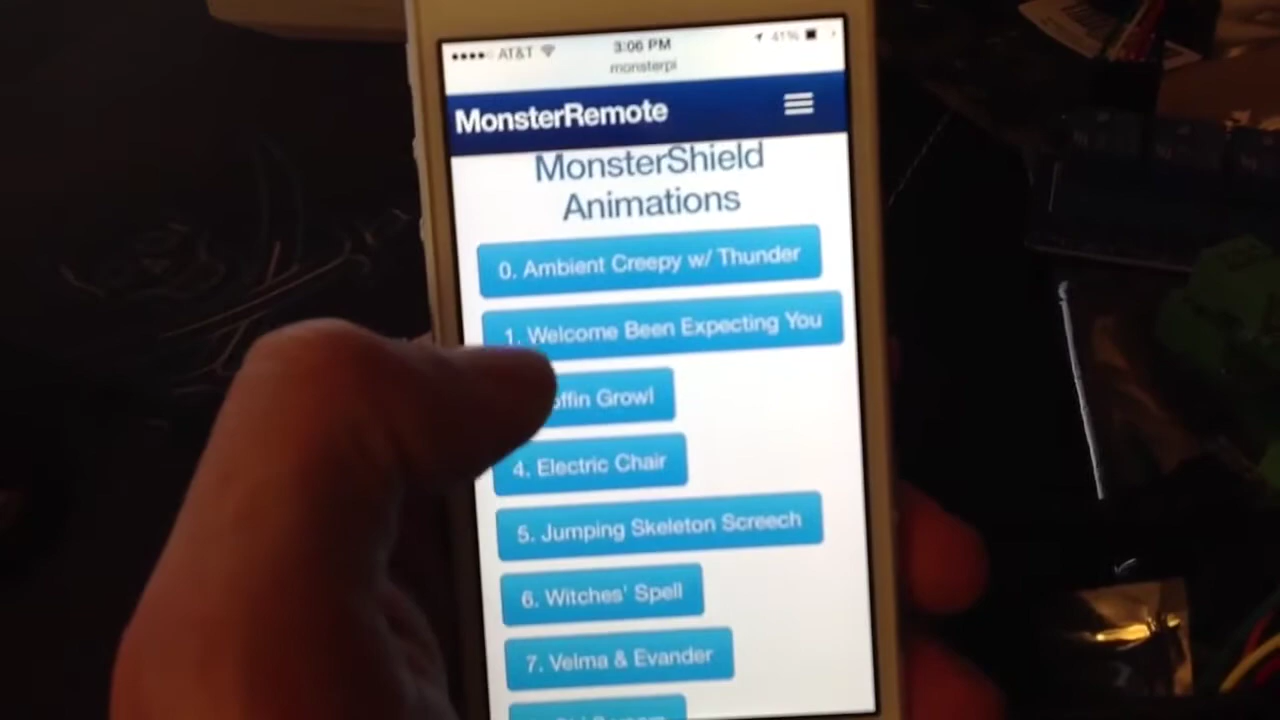 AT&T 3:06 PM 41%
monsterpi
MonsterRemote
MonsterShield
Animations
0. Ambient Creepy w/ Thunder
1. Welcome Been Expecting You
offin Growl
4. Electric Chair
5. Jumping Skeleton Screech
6. Witches' Spell
7. Velma & Evander